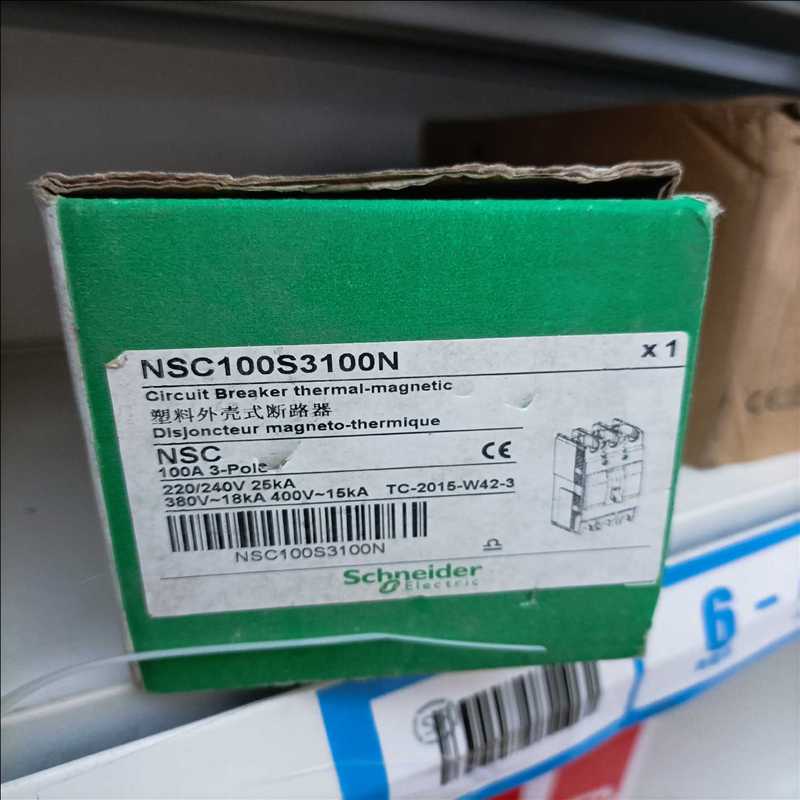 NSC100S3100N
x 1
Circuit Breaker thermal-magnetic
塑料外壳式断路器
Disjoncteur magneto-thermique
NSC
CE
100A 3-Pole
220/240V 25kA
380V~18kA 400V~15kA TC-2015-W42-3
NSC100S3100N
Schneider
Electric
6 -